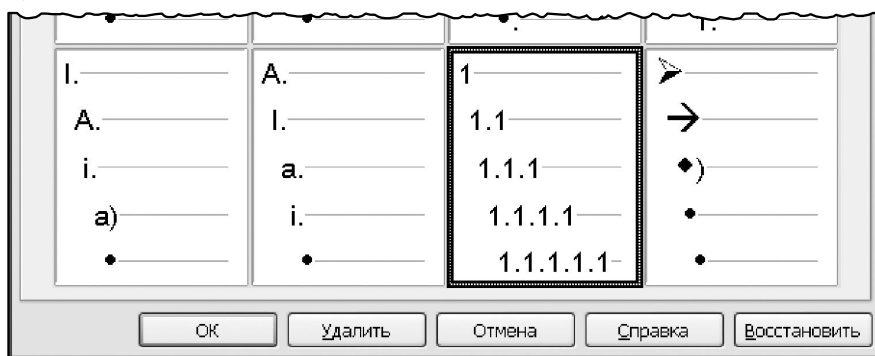 I. A. 1 ➢
A. I. 1.1 →
i. a. 1.1.1 ◆)
a) i. 1.1.1.1 •
• • 1.1.1.1.1 •
ОК Удалить Отмена Справка Восстановить